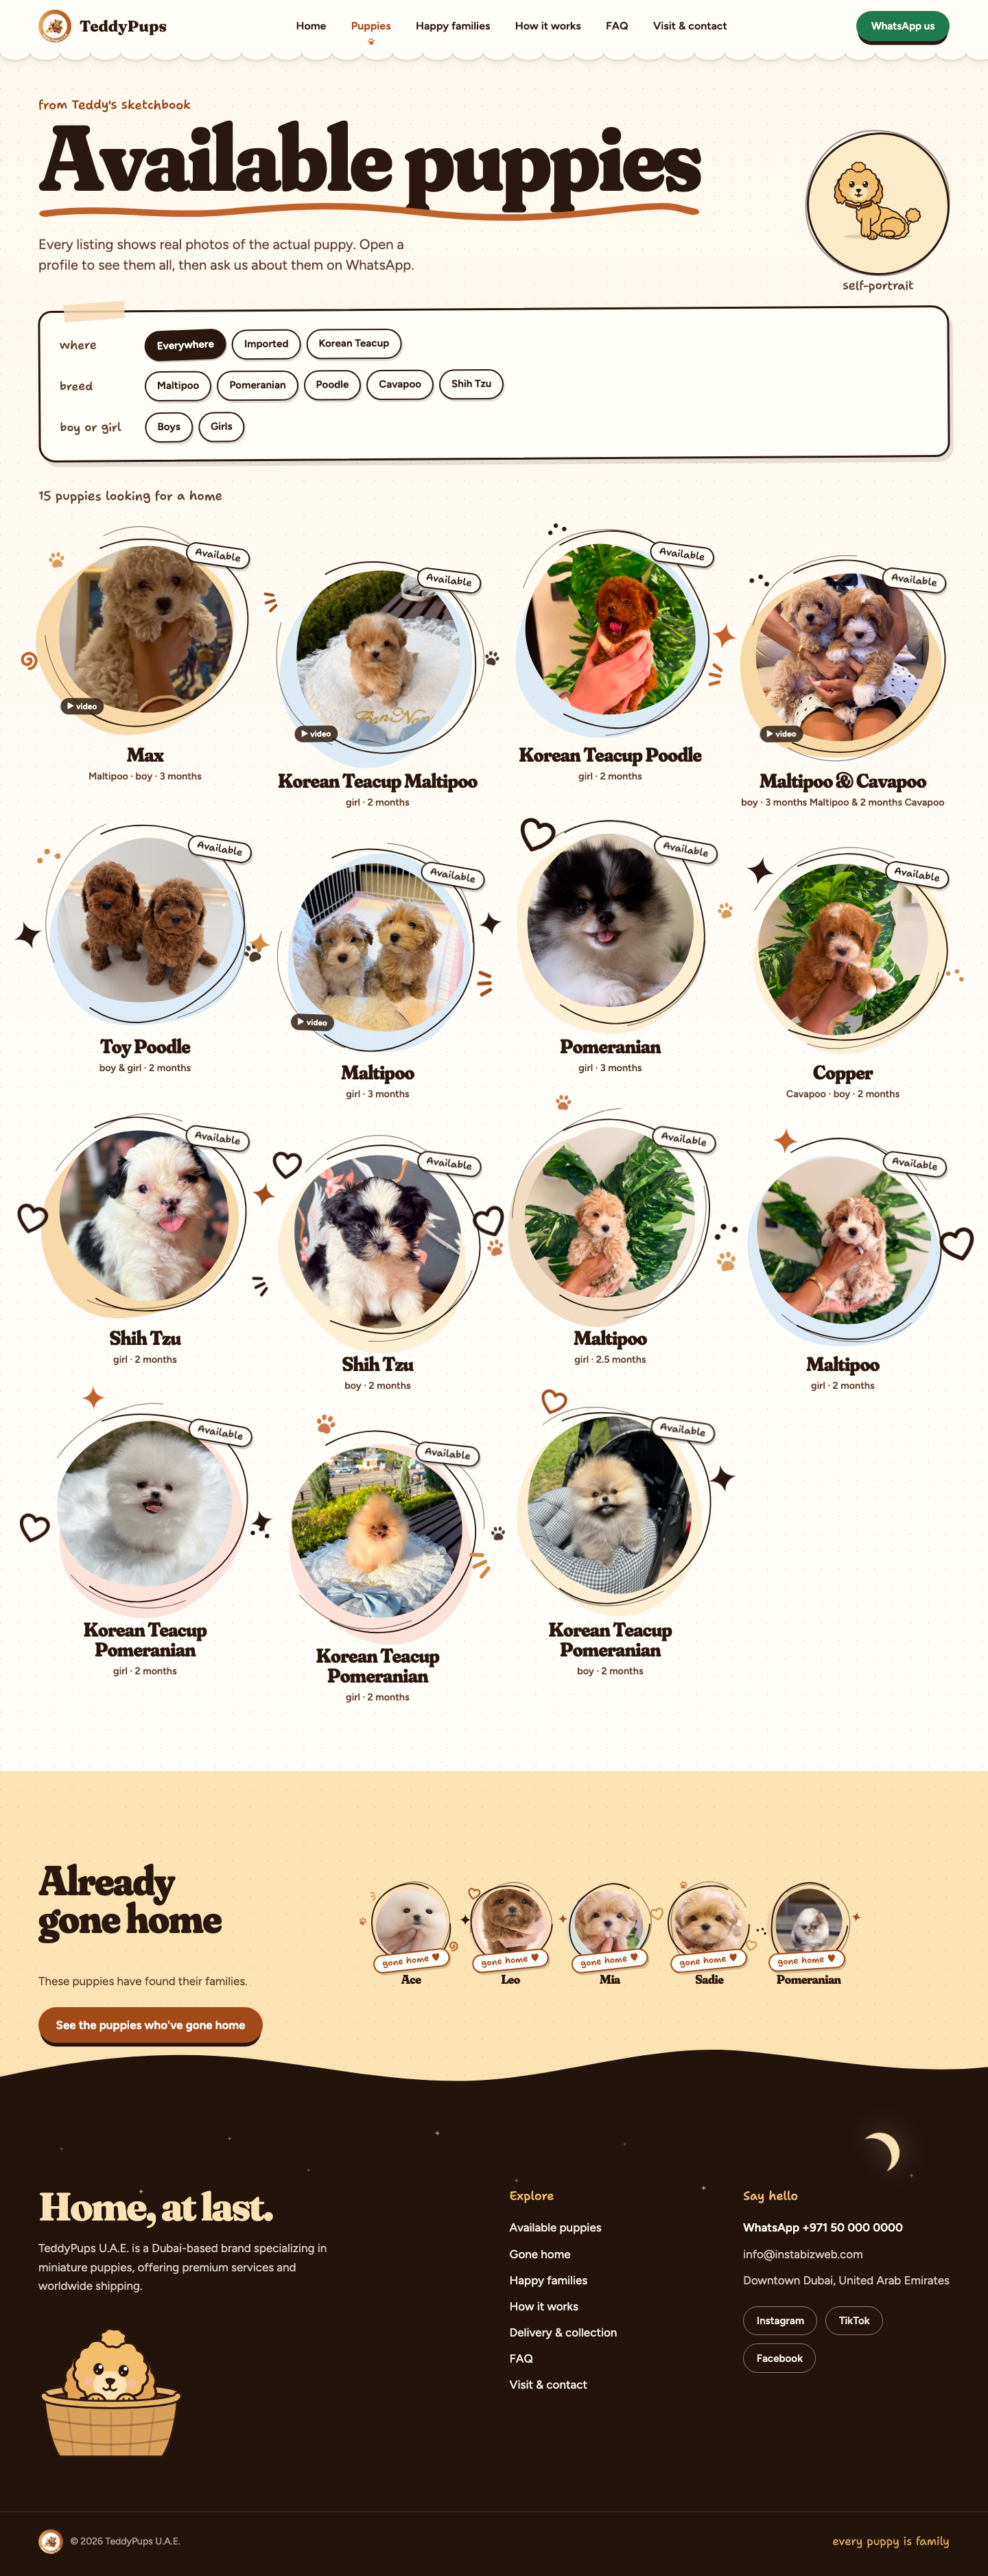 TeddyPups
Home
Puppies
Happy families
How it works
FAQ
Visit & contact
WhatsApp us
from Teddy's sketchbook
Available puppies
Every listing shows real photos of the actual puppy. Open a
profile to see them all, then ask us about them on WhatsApp.
self-portrait
where
Everywhere
Imported
Korean Teacup
breed
Maltipoo
Pomeranian
Poodle
Cavapoo
Shih Tzu
boy or girl
Boys
Girls
15 puppies looking for a home
Available
video
Max
Maltipoo · boy · 3 months
Available
video
Korean Teacup Maltipoo
girl · 2 months
Available
Korean Teacup Poodle
girl · 2 months
Available
video
Maltipoo & Cavapoo
boy · 3 months Maltipoo & 2 months Cavapoo
Available
Toy Poodle
boy & girl · 2 months
Available
video
Maltipoo
girl · 3 months
Available
Pomeranian
girl · 3 months
Available
Copper
Cavapoo · boy · 2 months
Available
Shih Tzu
girl · 2 months
Available
Shih Tzu
boy · 2 months
Available
Maltipoo
girl · 2.5 months
Available
Maltipoo
girl · 2 months
Available
Korean Teacup
Pomeranian
girl · 2 months
Available
Korean Teacup
Pomeranian
girl · 2 months
Available
Korean Teacup
Pomeranian
boy · 2 months
Already
gone home
These puppies have found their families.
See the puppies who've gone home
gone home ♥
Ace
gone home ♥
Leo
gone home ♥
Mia
gone home ♥
Sadie
gone home ♥
Pomeranian
Home, at last.
TeddyPups U.A.E. is a Dubai-based brand specializing in
miniature puppies, offering premium services and
worldwide shipping.
Explore
Available puppies
Gone home
Happy families
How it works
Delivery & collection
FAQ
Visit & contact
Say hello
WhatsApp +971 50 000 0000
info@instabizweb.com
Downtown Dubai, United Arab Emirates
Instagram
TikTok
Facebook
© 2026 TeddyPups U.A.E.
every puppy is family